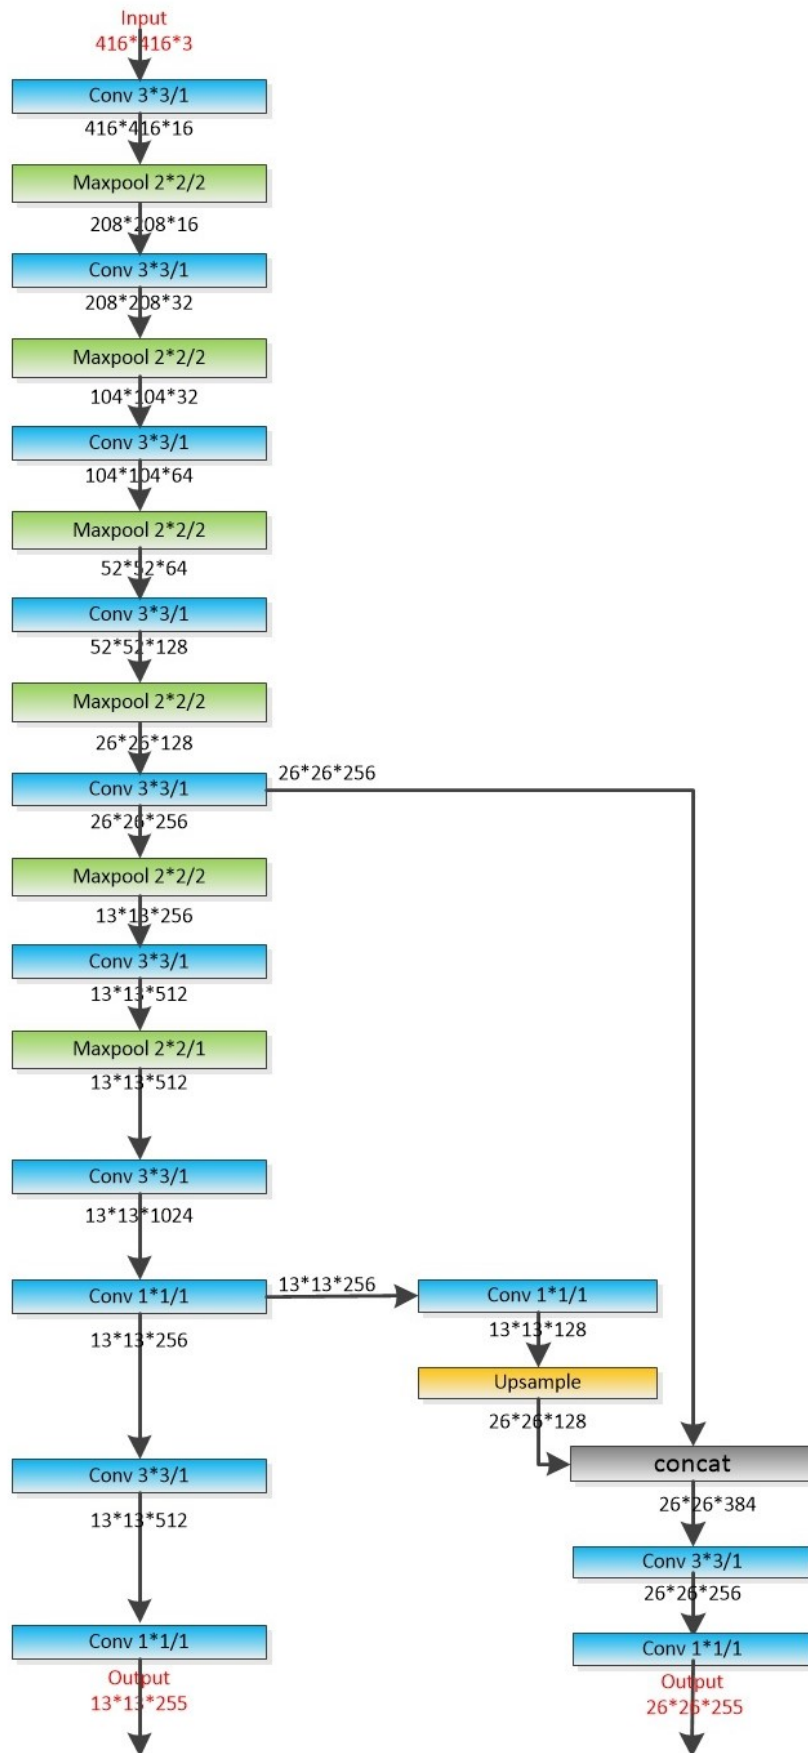 Input
416*416*3
Conv 3*3/1
416*416*16
Maxpool 2*2/2
208*208*16
Conv 3*3/1
208*208*32
Maxpool 2*2/2
104*104*32
Conv 3*3/1
104*104*64
Maxpool 2*2/2
52*52*64
Conv 3*3/1
52*52*128
Maxpool 2*2/2
26*26*128
Conv 3*3/1
26*26*256
26*26*256
Maxpool 2*2/2
13*13*256
Conv 3*3/1
13*13*512
Maxpool 2*2/1
13*13*512
Conv 3*3/1
13*13*1024
Conv 1*1/1
13*13*256
13*13*256
Conv 3*3/1
13*13*512
Conv 1*1/1
Output
13*13*255
Conv 1*1/1
13*13*128
Upsample
26*26*128
concat
26*26*384
Conv 3*3/1
26*26*256
Conv 1*1/1
Output
26*26*255